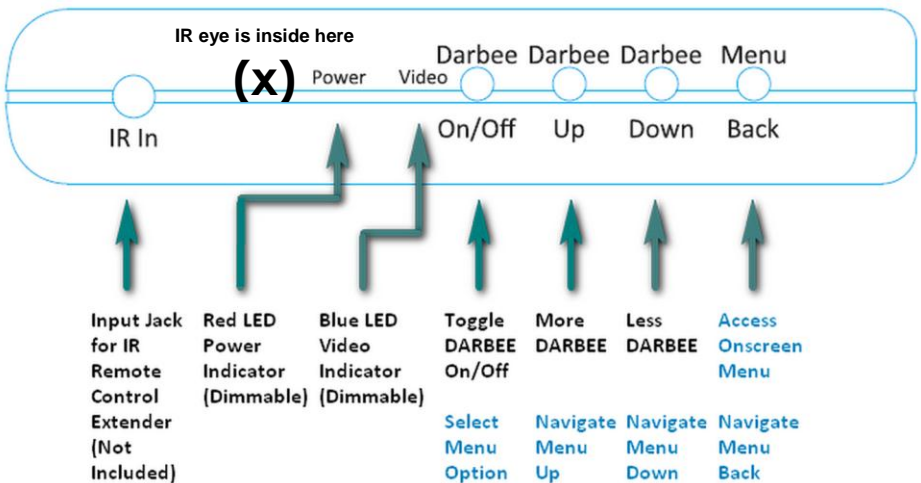 IR eye is inside here
(x)
Power
Video
Darbee Darbee Darbee Menu
IR In
On/Off Up Down Back
Input Jack
for IR
Remote
Control
Extender
(Not
Included)
Red LED
Power
Indicator
(Dimmable)
Blue LED
Video
Indicator
(Dimmable)
Toggle
DARBEE
On/Off
Select
Menu
Option
More
DARBEE
Navigate
Menu
Up
Less
DARBEE
Navigate
Menu
Down
Access
Onscreen
Menu
Navigate
Menu
Back